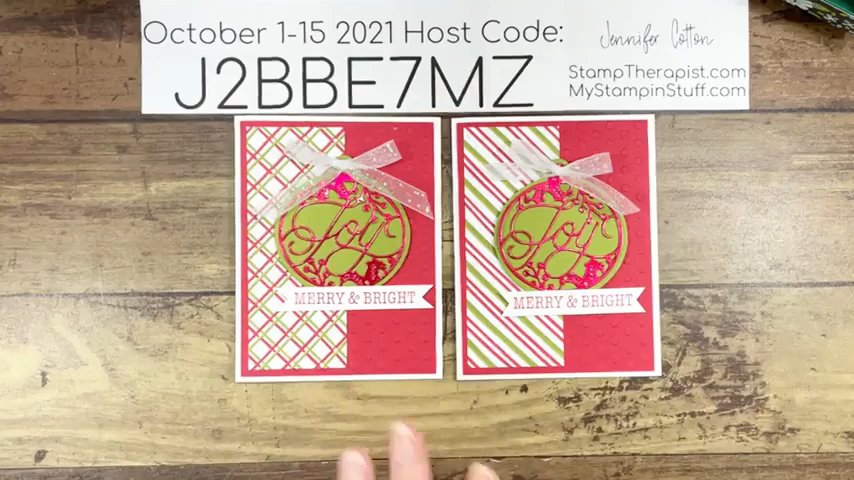 October 1-15 2021 Host Code:
J2BBE7MZ
Jennifer Cotton
StampTherapist.com
MyStampinStuff.com
Joy
MERRY & BRIGHT
Joy
MERRY & BRIGHT